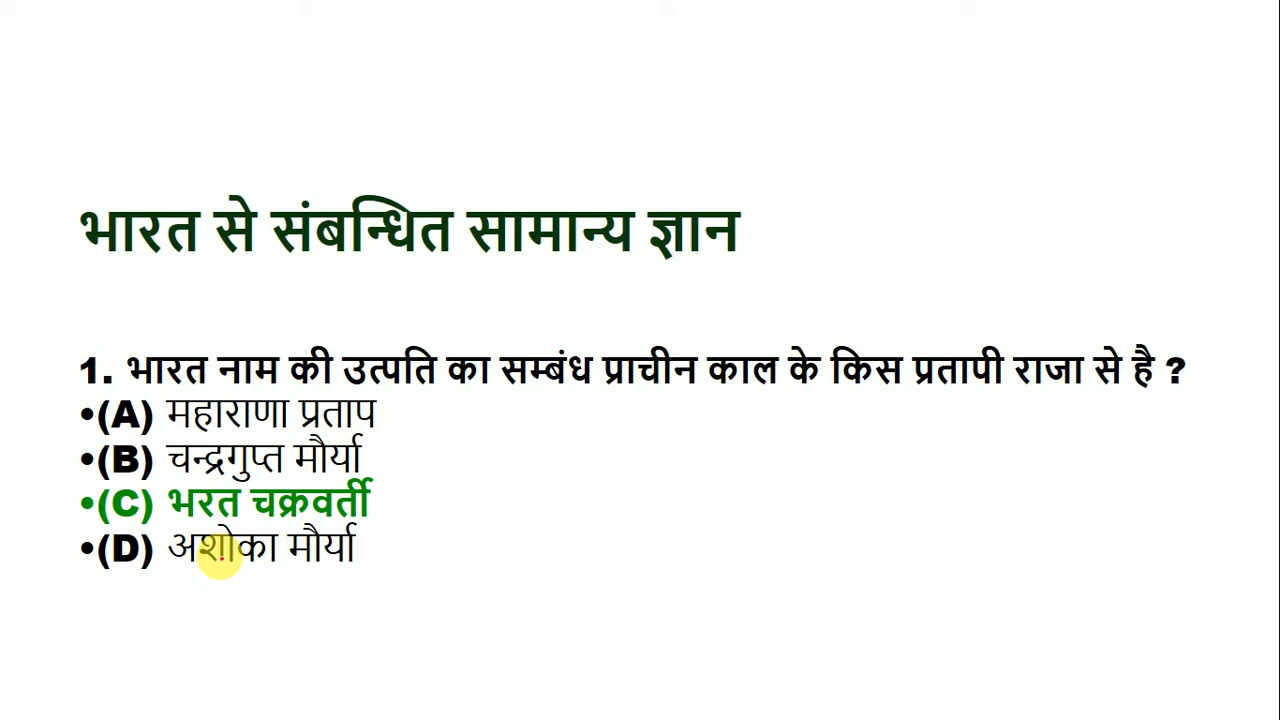 भारत से संबन्धित सामान्य ज्ञान
1. भारत नाम की उत्पति का सम्बंध प्राचीन काल के किस प्रतापी राजा से है ?
•(A) महाराणा प्रताप
•(B) चन्द्रगुप्त मौर्या
•(C) भरत चक्रवर्ती
•(D) अशोका मौर्या